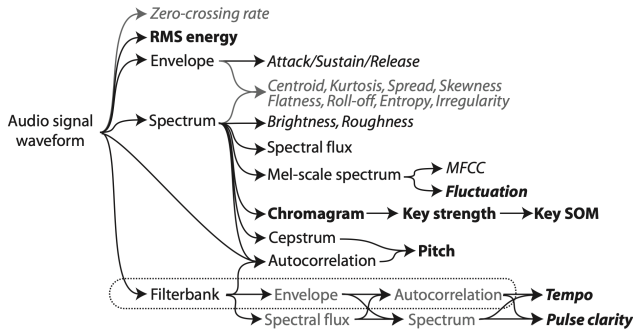 Zero-crossing rate
RMS energy
Envelope
Attack/Sustain/Release
Centroid, Kurtosis, Spread, Skewness
Flatness, Roll-off, Entropy, Irregularity
Audio signal
waveform
Spectrum
Brightness, Roughness
Spectral flux
Mel-scale spectrum
MFCC
Fluctuation
Chromagram
Key strength
Key SOM
Cepstrum
Pitch
Autocorrelation
Filterbank
Envelope
Autocorrelation
Tempo
Spectral flux
Spectrum
Pulse clarity